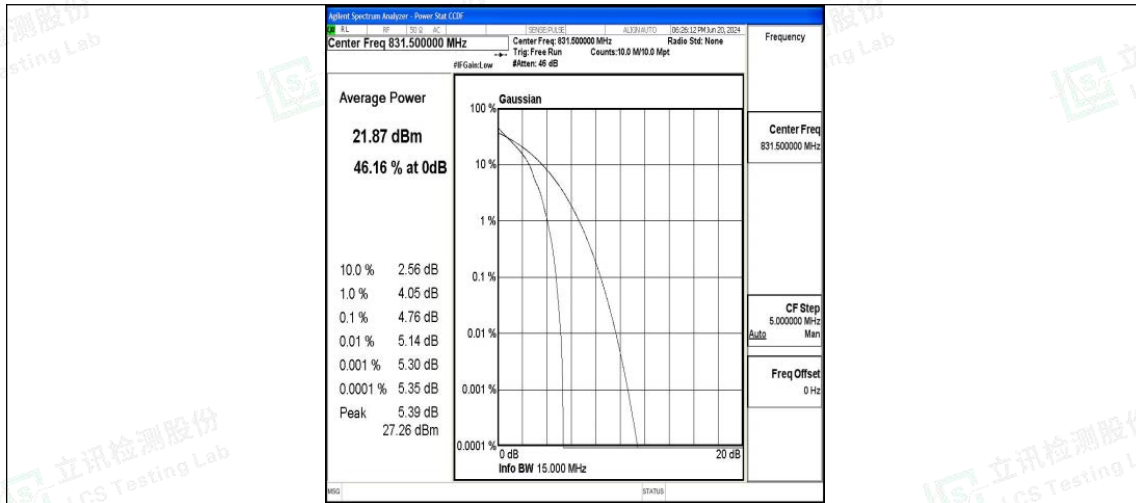 Agilent Spectrum Analyzer - Power Stat CCDF
RL RF 50 Ω AC SENSE:PULSE ALIGN AUTO 06:26:12 PM Jun 20, 2024
Center Freq 831.500000 MHz
Center Freq: 831.500000 MHz Radio Std: None
Trig: Free Run Counts:10.0 M/10.0 Mpt
#IFGain:Low #Atten: 46 dB
Frequency
Average Power
21.87 dBm
46.16 % at 0dB
10.0 % 2.56 dB
1.0 % 4.05 dB
0.1 % 4.76 dB
0.01 % 5.14 dB
0.001 % 5.30 dB
0.0001 % 5.35 dB
Peak 5.39 dB
27.26 dBm
Gaussian
100 %
10 %
1 %
0.1 %
0.01 %
0.001 %
0.0001 %
0 dB 20 dB
Info BW 15.000 MHz
Center Freq
831.500000 MHz
CF Step
5.000000 MHz
Auto Man
Freq Offset
0 Hz
MSG STATUS
立讯检测股份
LCS Testing Lab